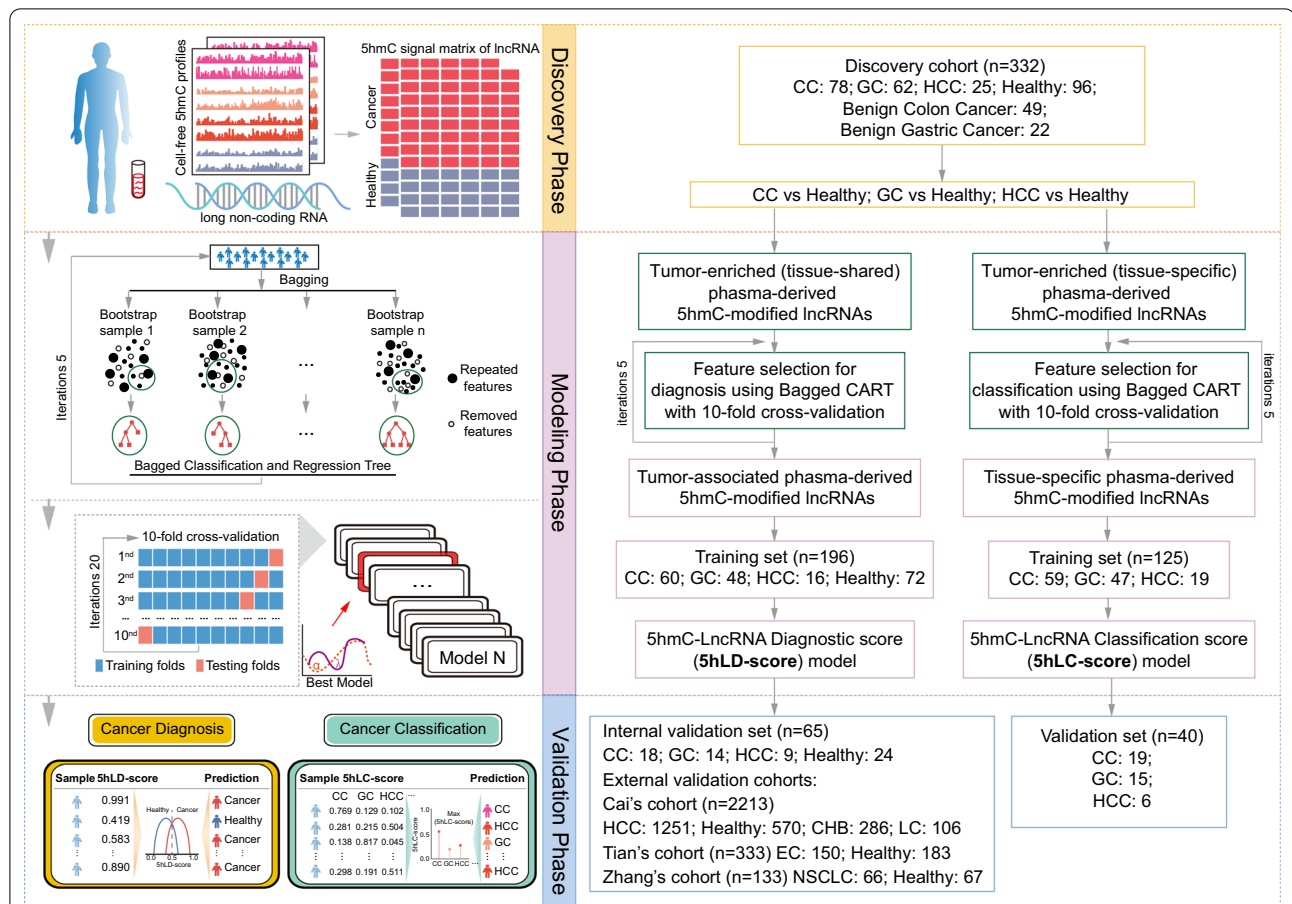 Cell-free 5hmC profiles
5hmC signal matrix of lncRNA
Cancer
Healthy
long non-coding RNA
Discovery Phase
Discovery cohort (n=332)
CC: 78; GC: 62; HCC: 25; Healthy: 96;
Benign Colon Cancer: 49;
Benign Gastric Cancer: 22
CC vs Healthy; GC vs Healthy; HCC vs Healthy
Bagging
Iterations 5
Bootstrap
sample 1
Bootstrap
sample 2
...
Bootstrap
sample n
...
Repeated
features
Removed
features
...
Bagged Classification and Regression Tree
Iterations 20
10-fold cross-validation
1nd
2nd
3nd
... ... ... ... ... ... ... ... ... ... ...
10nd
Training folds
Testing folds
Best Model
...
Model N
Modeling Phase
Tumor-enriched (tissue-shared)
phasma-derived
5hmC-modified lncRNAs
iterations 5
Feature selection for
diagnosis using Bagged CART
with 10-fold cross-validation
Tumor-associated phasma-derived
5hmC-modified lncRNAs
Training set (n=196)
CC: 60; GC: 48; HCC: 16; Healthy: 72
5hmC-LncRNA Diagnostic score
(5hLD-score) model
Tumor-enriched (tissue-specific)
phasma-derived
5hmC-modified lncRNAs
Feature selection for
classification using Bagged CART
with 10-fold cross-validation
iterations 5
Tissue-specific phasma-derived
5hmC-modified lncRNAs
Training set (n=125)
CC: 59; GC: 47; HCC: 19
5hmC-LncRNA Classification score
(5hLC-score) model
Validation Phase
Cancer Diagnosis
Sample 5hLD-score Prediction
0.991 Cancer
0.419 Healthy
0.583 Cancer
⋮ ⋮
0.890 Cancer
Healthy Cancer
0.0 0.5 1.0
5hLD-score
Cancer Classification
Sample 5hLC-score Prediction
CC GC HCC ...
0.769 0.129 0.102 CC
0.281 0.215 0.504 HCC
0.138 0.817 0.045 GC
⋮ ⋮ ⋮ ⋮
0.298 0.191 0.511 HCC
Max
(5hLC-score)
5hLC-score
1.0
0.5
0.0
CC GC HCC ...
Internal validation set (n=65)
CC: 18; GC: 14; HCC: 9; Healthy: 24
External validation cohorts:
Cai's cohort (n=2213)
HCC: 1251; Healthy: 570; CHB: 286; LC: 106
Tian's cohort (n=333) EC: 150; Healthy: 183
Zhang's cohort (n=133) NSCLC: 66; Healthy: 67
Validation set (n=40)
CC: 19;
GC: 15;
HCC: 6